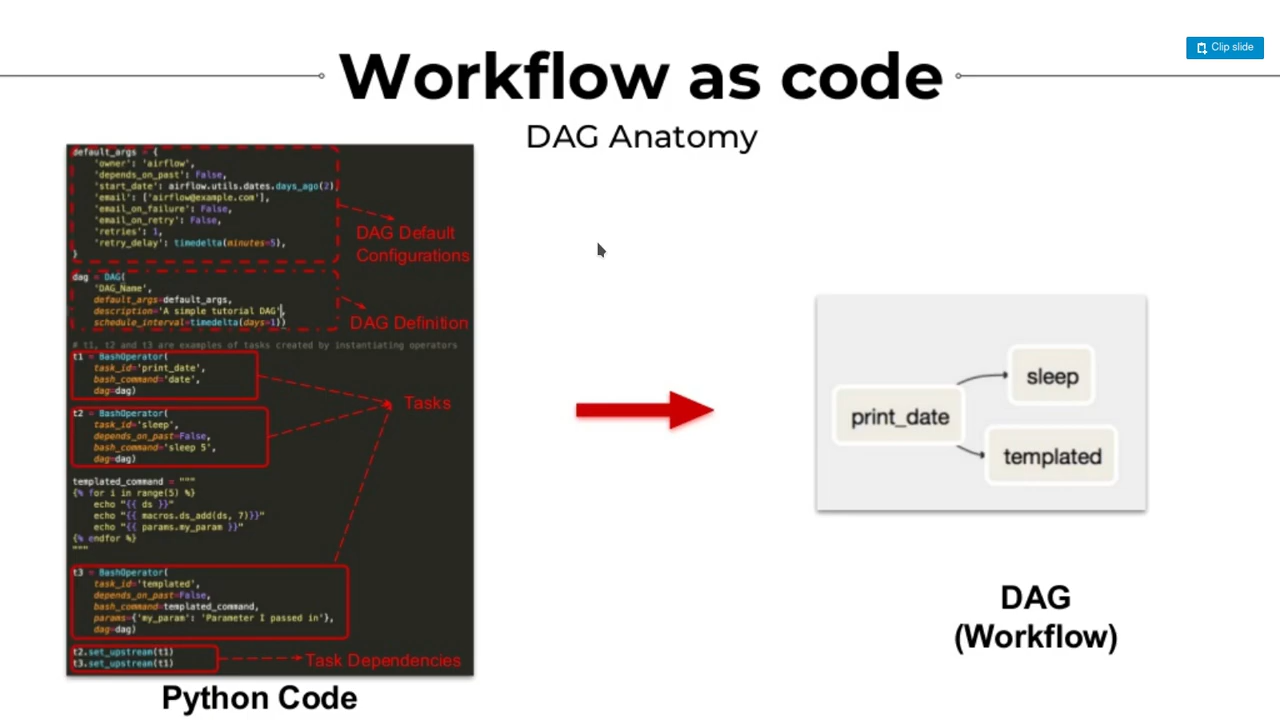 Clip slide
Workflow as code
DAG Anatomy
default_args = {
'owner': 'airflow',
'depends_on_past': False,
'start_date': airflow.utils.dates.days_ago(2),
'email': ['airflow@example.com'],
'email_on_failure': False,
'email_on_retry': False,
'retries': 1,
'retry_delay': timedelta(minutes=5),
}
DAG Default
Configurations
dag = DAG(
'DAG_Name',
default_args=default_args,
description='A simple tutorial DAG',
schedule_interval=timedelta(days=1))
DAG Definition
# t1, t2 and t3 are examples of tasks created by instantiating operators
t1 = BashOperator(
task_id='print_date',
bash_command='date',
dag=dag)
t2 = BashOperator(
task_id='sleep',
depends_on_past=False,
bash_command='sleep 5',
dag=dag)
Tasks
templated_command = """
{% for i in range(5) %}
echo "{{ ds }}"
echo "{{ macros.ds_add(ds, 7)}}"
echo "{{ params.my_param }}"
{% endfor %}
"""
t3 = BashOperator(
task_id='templated',
depends_on_past=False,
bash_command=templated_command,
params={'my_param': 'Parameter I passed in'},
dag=dag)
t2.set_upstream(t1)
t3.set_upstream(t1)
Task Dependencies
Python Code
print_date
sleep
templated
DAG
(Workflow)